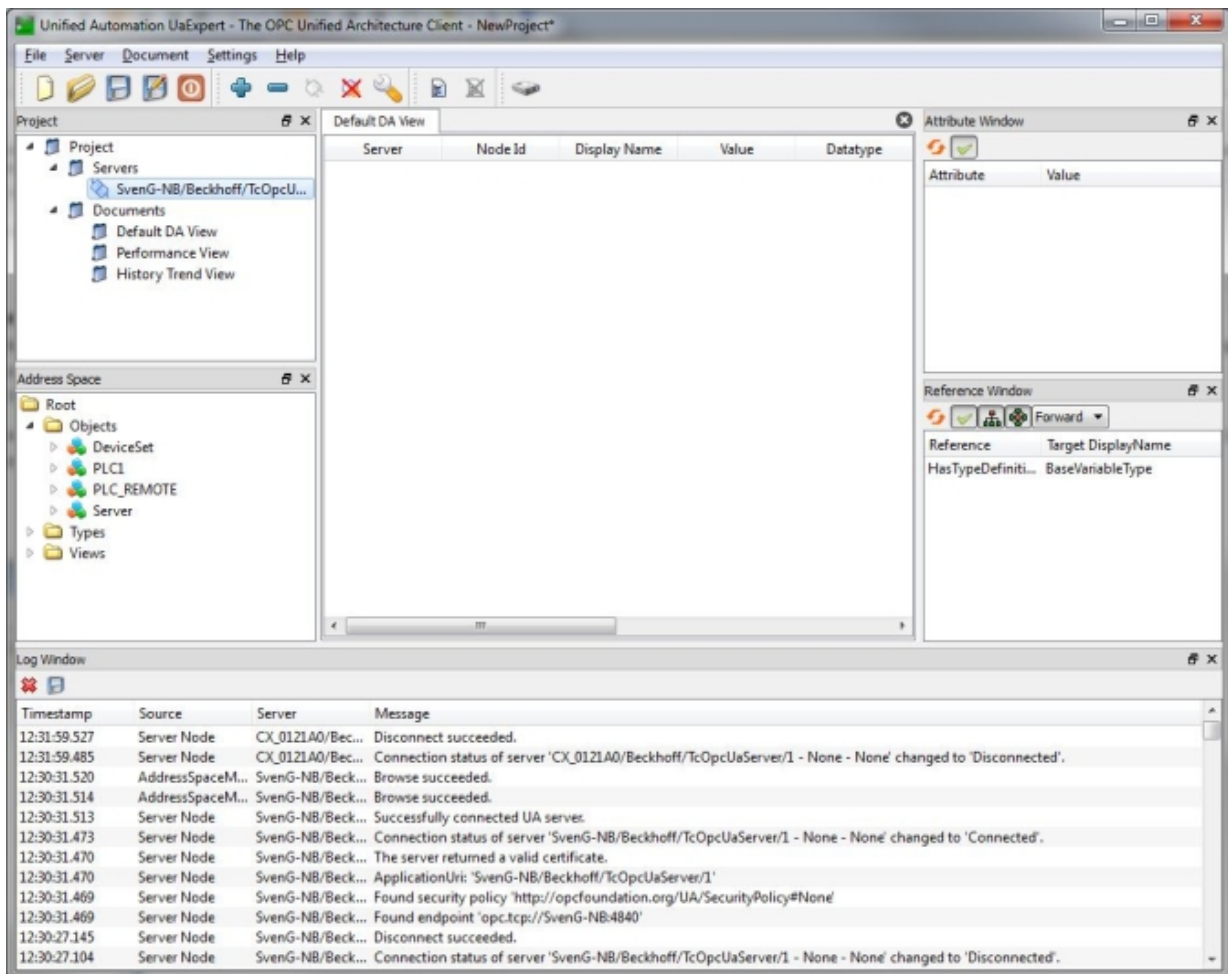 Unified Automation UaExpert - The OPC Unified Architecture Client - NewProject*
File Server Document Settings Help
Project
Project
Servers
SvenG-NB/Beckhoff/TcOpcU...
Documents
Default DA View
Performance View
History Trend View
Default DA View
Server Node Id Display Name Value Datatype
Attribute Window
Attribute Value
Address Space
Root
Objects
DeviceSet
PLC1
PLC_REMOTE
Server
Types
Views
Reference Window
Forward
Reference Target DisplayName
HasTypeDefiniti... BaseVariableType
Log Window
Timestamp Source Server Message
12:31:59.527 Server Node CX_0121A0/Bec... Disconnect succeeded.
12:31:59.485 Server Node CX_0121A0/Bec... Connection status of server 'CX_0121A0/Beckhoff/TcOpcUaServer/1 - None - None' changed to 'Disconnected'.
12:30:31.520 AddressSpaceM... SvenG-NB/Beck... Browse succeeded.
12:30:31.514 AddressSpaceM... SvenG-NB/Beck... Browse succeeded.
12:30:31.513 Server Node SvenG-NB/Beck... Successfully connected UA server.
12:30:31.473 Server Node SvenG-NB/Beck... Connection status of server 'SvenG-NB/Beckhoff/TcOpcUaServer/1 - None - None' changed to 'Connected'.
12:30:31.470 Server Node SvenG-NB/Beck... The server returned a valid certificate.
12:30:31.470 Server Node SvenG-NB/Beck... ApplicationUri: 'SvenG-NB/Beckhoff/TcOpcUaServer/1'
12:30:31.469 Server Node SvenG-NB/Beck... Found security policy 'http://opcfoundation.org/UA/SecurityPolicy#None'
12:30:31.469 Server Node SvenG-NB/Beck... Found endpoint 'opc.tcp://SvenG-NB:4840'
12:30:27.145 Server Node SvenG-NB/Beck... Disconnect succeeded.
12:30:27.104 Server Node SvenG-NB/Beck... Connection status of server 'SvenG-NB/Beckhoff/TcOpcUaServer/1 - None - None' changed to 'Disconnected'.